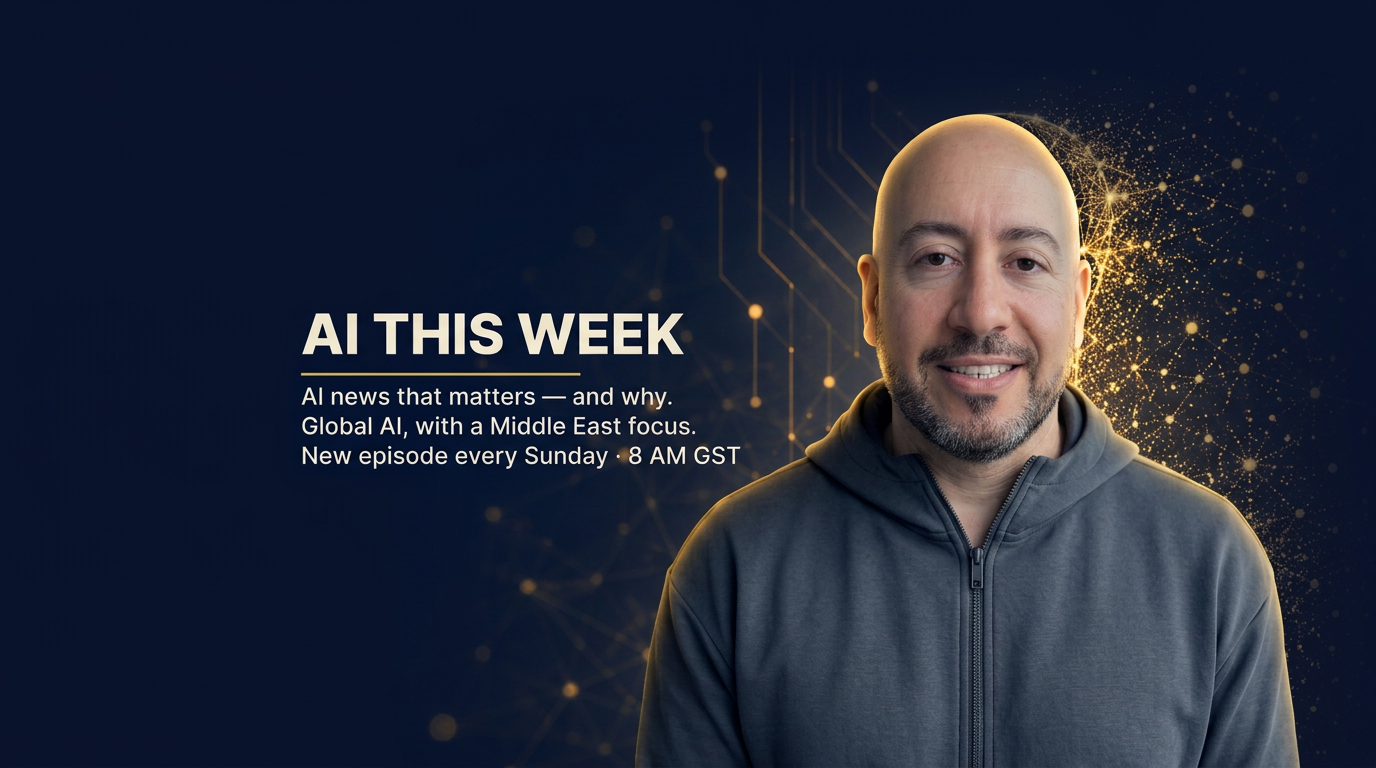 AI THIS WEEK
AI news that matters — and why.
Global AI, with a Middle East focus.
New episode every Sunday · 8 AM GST